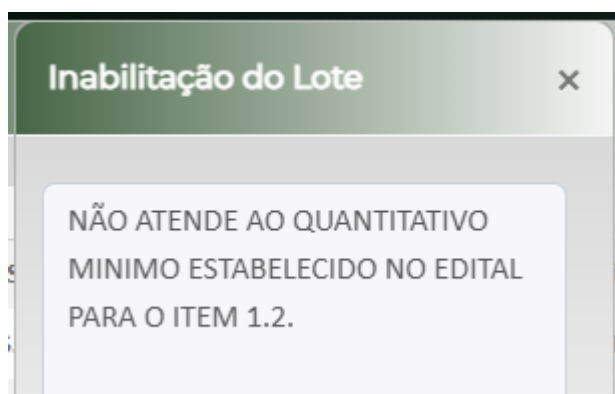 Inabilitação do Lote ×
NÃO ATENDE AO QUANTITATIVO
MINIMO ESTABELECIDO NO EDITAL
PARA O ITEM 1.2.